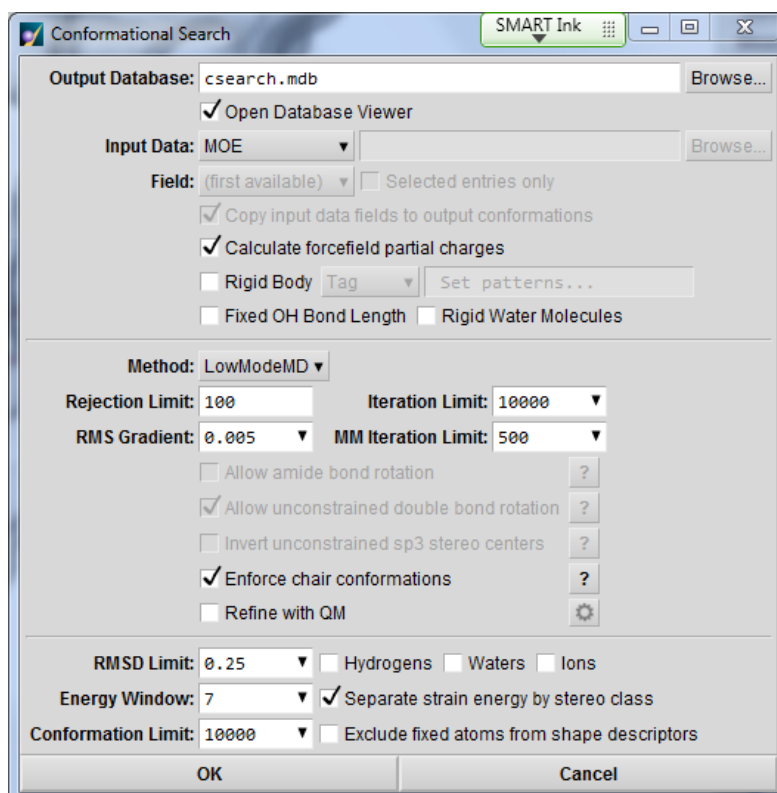 Conformational Search SMART Ink
Output Database: csearch.mdb Browse...
Open Database Viewer
Input Data: MOE Browse...
Field: (first available) Selected entries only
Copy input data fields to output conformations
Calculate forcefield partial charges
Rigid Body Tag Set patterns...
Fixed OH Bond Length Rigid Water Molecules
Method: LowModeMD
Rejection Limit: 100 Iteration Limit: 10000
RMS Gradient: 0.005 MM Iteration Limit: 500
Allow amide bond rotation ?
Allow unconstrained double bond rotation ?
Invert unconstrained sp3 stereo centers ?
Enforce chair conformations ?
Refine with QM
RMSD Limit: 0.25 Hydrogens Waters Ions
Energy Window: 7 Separate strain energy by stereo class
Conformation Limit: 10000 Exclude fixed atoms from shape descriptors
OK Cancel